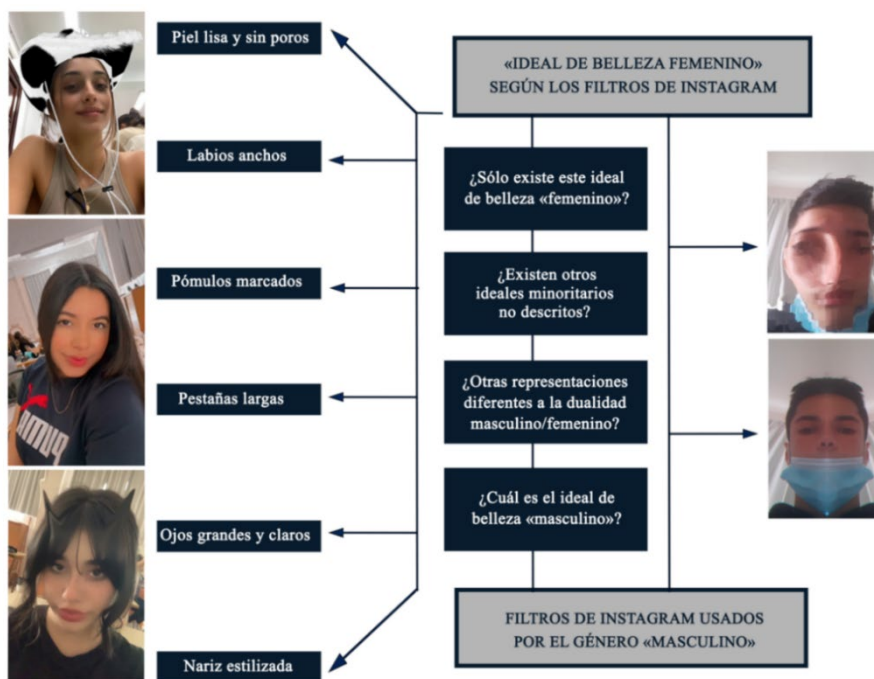 Piel lisa y sin poros
Labios anchos
Pómulos marcados
Pestañas largas
Ojos grandes y claros
Nariz estilizada
«IDEAL DE BELLEZA FEMENINO»
SEGÚN LOS FILTROS DE INSTAGRAM
¿Sólo existe este ideal
de belleza «femenino»?
¿Existen otros
ideales minoritarios
no descritos?
¿Otras representaciones
diferentes a la dualidad
masculino/femenino?
¿Cuál es el ideal de
belleza «masculino»?
FILTROS DE INSTAGRAM USADOS
POR EL GÉNERO «MASCULINO»
PUMA